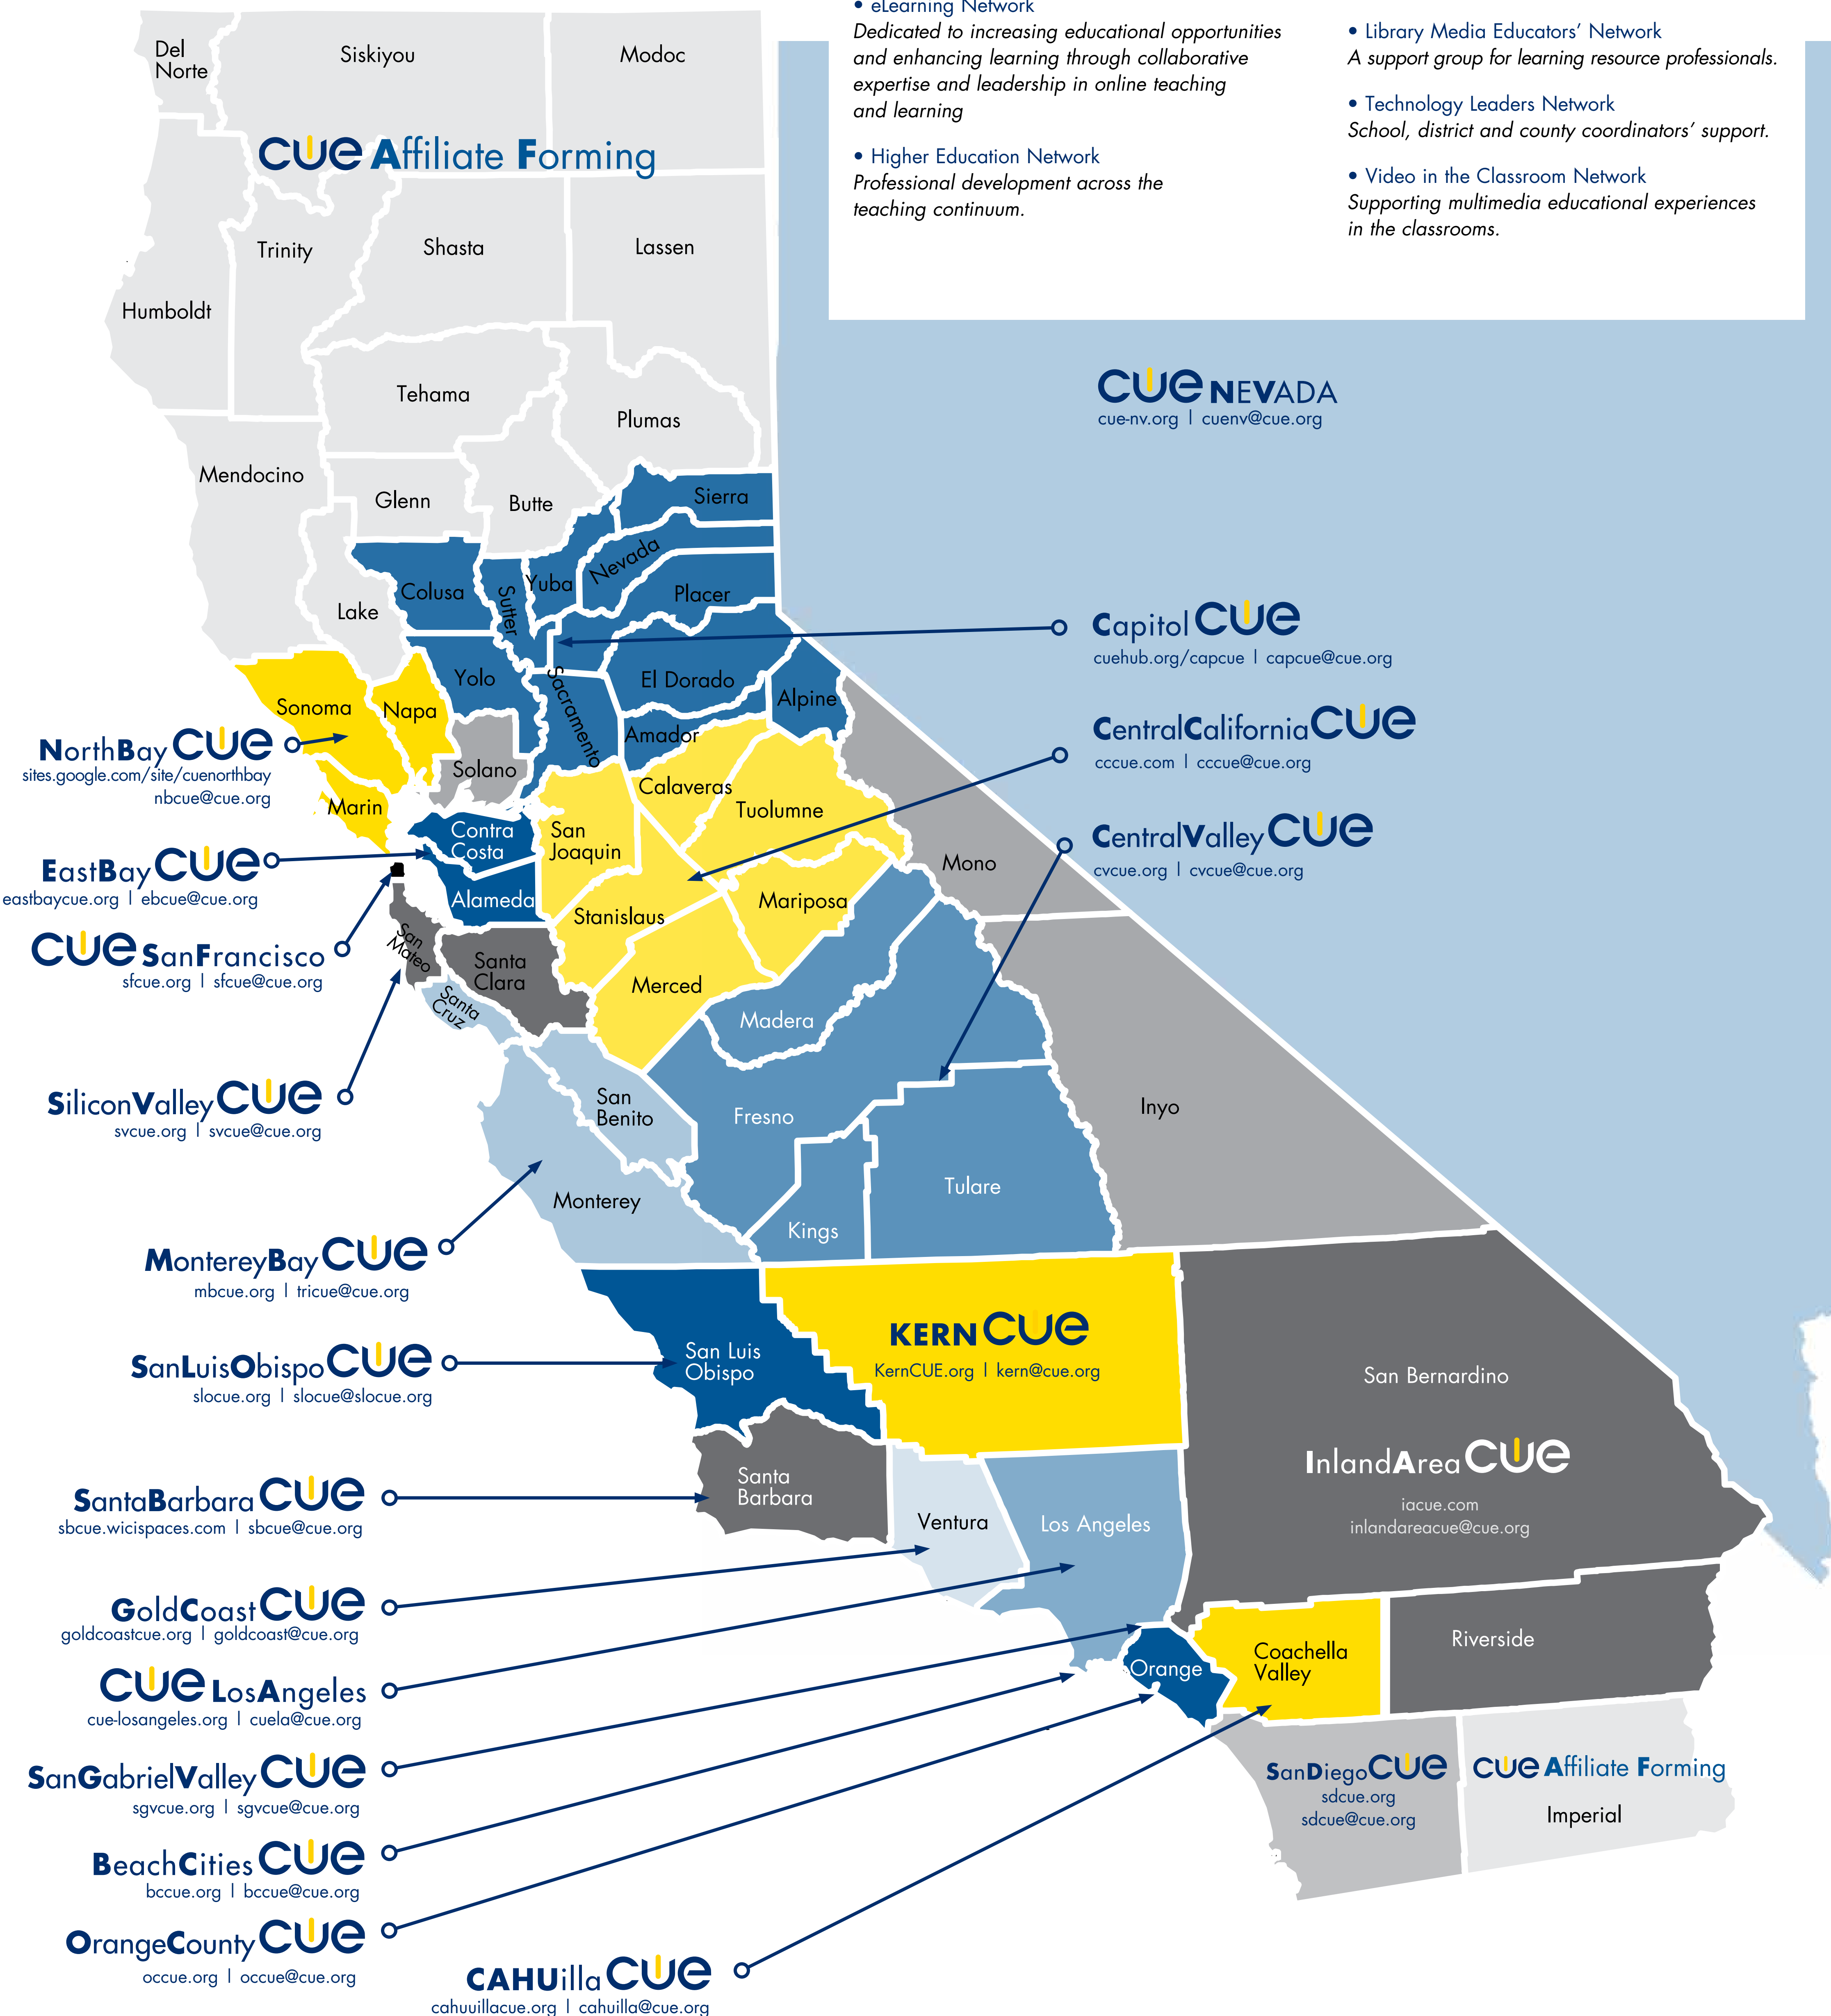 • eLearning Network
Dedicated to increasing educational opportunities
and enhancing learning through collaborative
expertise and leadership in online teaching
and learning
• Higher Education Network
Professional development across the
teaching continuum.
• Library Media Educators’ Network
A support group for learning resource professionals.
• Technology Leaders Network
School, district and county coordinators’ support.
• Video in the Classroom Network
Supporting multimedia educational experiences
in the classrooms.
Del
Norte
Siskiyou
Modoc
cue Affiliate Forming
Trinity
Shasta
Lassen
Humboldt
Tehama
Plumas
cue NEVADA
cue-nv.org | cuenv@cue.org
Mendocino
Glenn
Butte
Sierra
Nevada
Yuba
Sutter
Colusa
Placer
Lake
Capitol cue
cuehub.org/capcue | capcue@cue.org
Yolo
Sacramento
El Dorado
Alpine
Amador
Sonoma
Napa
Solano
Marin
NorthBay cue
sites.google.com/site/cuenorthbay
nbcue@cue.org
CentralCalifornia cue
cccue.com | cccue@cue.org
Calaveras
Tuolumne
Contra
Costa
San
Joaquin
CentralValley cue
cvcue.org | cvcue@cue.org
Mono
EastBay cue
eastbaycue.org | ebcue@cue.org
Alameda
Stanislaus
Mariposa
cue SanFrancisco
sfcue.org | sfcue@cue.org
San
Mateo
Santa
Clara
Merced
Santa
Cruz
Madera
SiliconValley cue
svcue.org | svcue@cue.org
San
Benito
Fresno
Inyo
Monterey
Kings
Tulare
MontereyBay cue
mbcue.org | tricue@cue.org
SanLuisObispo cue
slocue.org | slocue@slocue.org
San Luis
Obispo
KERN cue
KernCUE.org | kern@cue.org
San Bernardino
InlandArea cue
iacue.com
inlandareacue@cue.org
SantaBarbara cue
sbcue.wicispaces.com | sbcue@cue.org
Santa
Barbara
Ventura
Los Angeles
GoldCoast cue
goldcoastcue.org | goldcoast@cue.org
cue LosAngeles
cue-losangeles.org | cuela@cue.org
Orange
Coachella
Valley
Riverside
SanGabrielValley cue
sgvcue.org | sgvcue@cue.org
SanDiego cue
sdcue.org
sdcue@cue.org
cue Affiliate Forming
Imperial
BeachCities cue
bccue.org | bccue@cue.org
OrangeCounty cue
occue.org | occue@cue.org
CAHUilla cue
cahuuillacue.org | cahuilla@cue.org